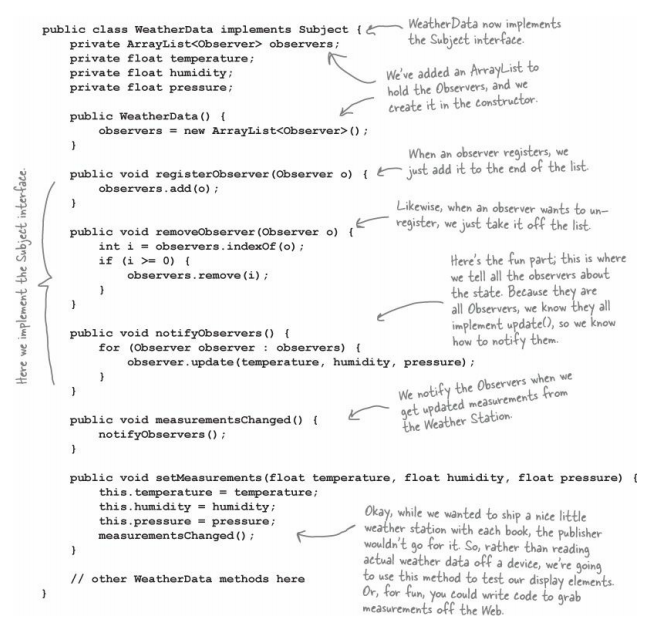 public class WeatherData implements Subject {
private ArrayList<Observer> observers;
private float temperature;
private float humidity;
private float pressure;
public WeatherData() {
observers = new ArrayList<Observer>();
}
public void registerObserver(Observer o) {
observers.add(o);
}
public void removeObserver(Observer o) {
int i = observers.indexOf(o);
if (i >= 0) {
observers.remove(i);
}
}
public void notifyObservers() {
for (Observer observer : observers) {
observer.update(temperature, humidity, pressure);
}
}
public void measurementsChanged() {
notifyObservers();
}
public void setMeasurements(float temperature, float humidity, float pressure) {
this.temperature = temperature;
this.humidity = humidity;
this.pressure = pressure;
measurementsChanged();
}
// other WeatherData methods here
}
WeatherData now implements
the Subject interface.
We've added an ArrayList to
hold the Observers, and we
create it in the constructor.
When an observer registers, we
just add it to the end of the list.
Likewise, when an observer wants to un-
register, we just take it off the list.
Here's the fun part; this is where
we tell all the observers about
the state. Because they are
all Observers, we know they all
implement update(), so we know
how to notify them.
We notify the Observers when we
get updated measurements from
the Weather Station.
Okay, while we wanted to ship a nice little
weather station with each book, the publisher
wouldn't go for it. So, rather than reading
actual weather data off a device, we're going
to use this method to test our display elements.
Or, for fun, you could write code to grab
measurements off the Web.
Here we implement the Subject interface.